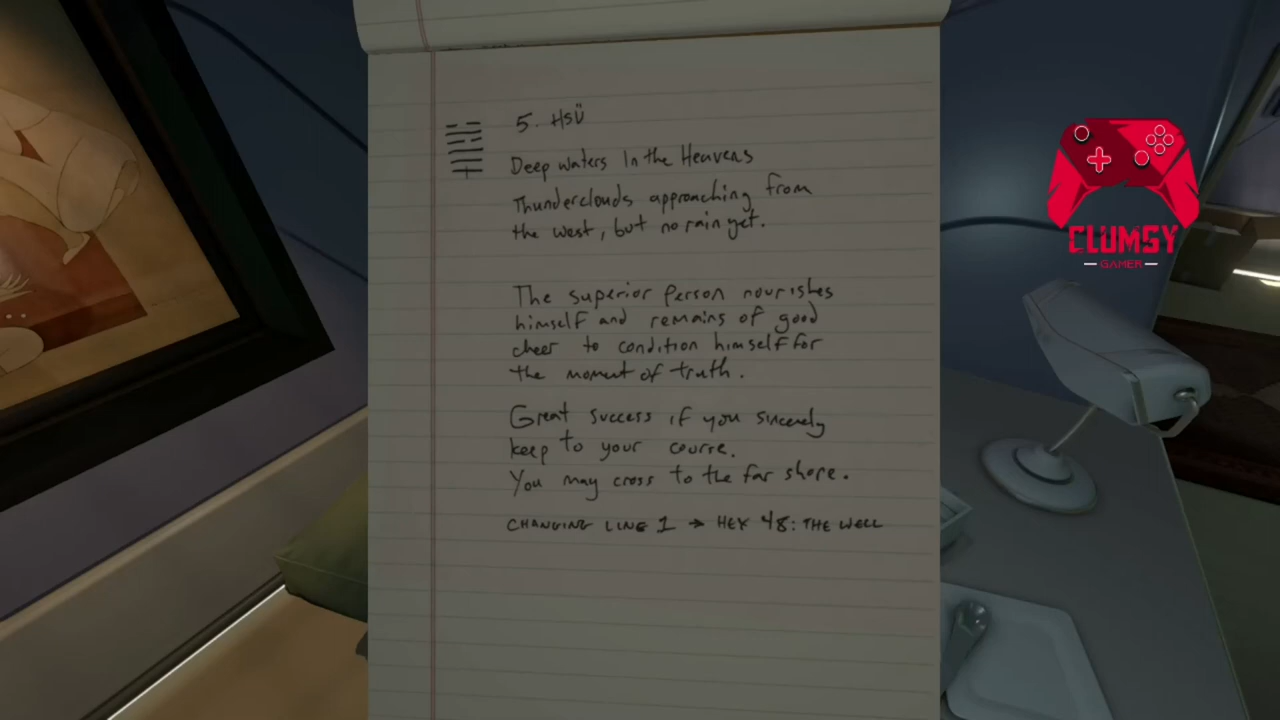 5. HSÜ
Deep waters In the Heavens
Thunderclouds approaching from
the west, but no rain yet.
The superior Person nourishes
himself and remains of good
cheer to condition himself for
the moment of truth.
Great success if you sincerely
keep to your course.
You may cross to the far shore.
CHANGING LINE 1 → HEX 48: THE WELL
CLUMSY
GAMER